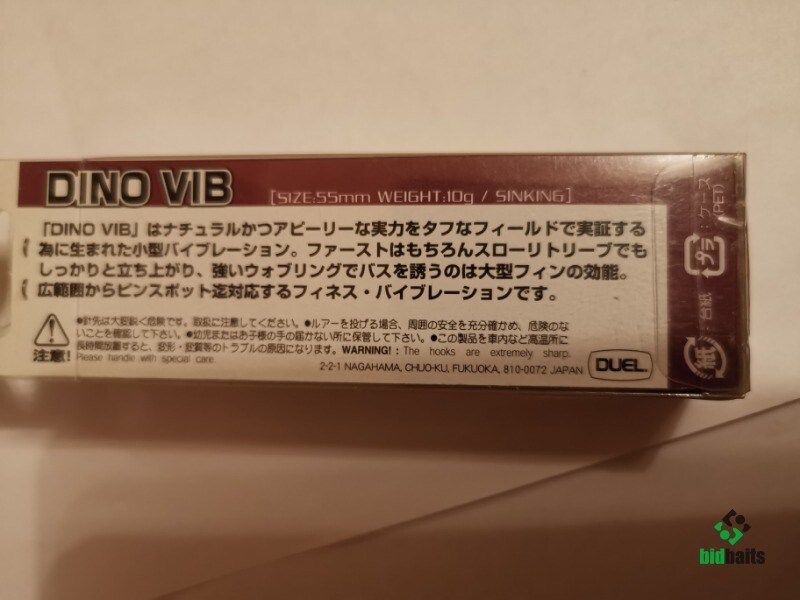 DINO VIB
[SIZE:55mm WEIGHT:10g / SINKING]
「DINO VIB」はナチュラルかつアピーリーな実力をタフなフィールドで実証する
為に生まれた小型バイブレーション。ファーストはもちろんスローリトリーブでも
しっかりと立ち上がり、強いウォブリングでバスを誘うのは大型フィンの効能。
広範囲からピンスポット迄対応するフィネス・バイブレーションです。
注意!
●針先は大変鋭く危険です。取扱に注意してください。●ルアーを投げる場合、周囲の安全を充分確かめ、危険のな
いことを確認して下さい。●幼児またはお子様の手の届かない所に保管して下さい。●この製品を車内など高温所に
長時間放置すると、変形・変質等のトラブルの原因になります。WARNING! : The hooks are extremely sharp.
Please handle with special care.
2-2-1 NAGAHAMA, CHUO-KU, FUKUOKA, 810-0072 JAPAN
DUEL
プラ
:ケース
(PET)
紙
:台紙
bidbaits